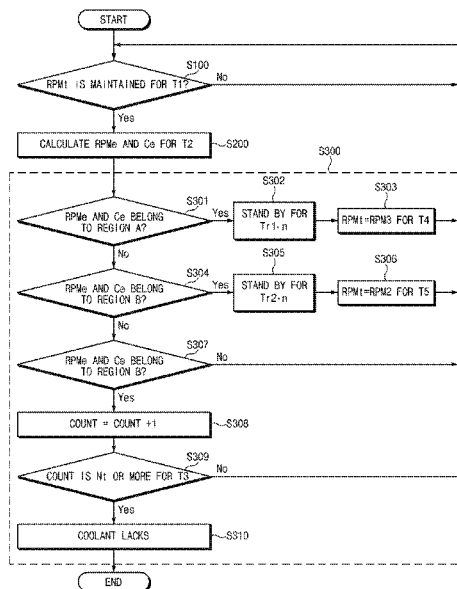 START
S100
RPMt IS MAINTAINED FOR T1?
No
Yes
CALCULATE RPMe AND Ce FOR T2
S200
S300
S301
RPMe AND Ce BELONG
TO REGION A?
Yes
S302
STAND BY FOR
Tr1-n
S303
RPMt=RPM3 FOR T4
No
S304
RPMe AND Ce BELONG
TO REGION B?
Yes
S305
STAND BY FOR
Tr2-n
S306
RPMt=RPM2 FOR T5
No
S307
RPMe AND Ce BELONG
TO REGION B?
No
Yes
COUNT = COUNT +1
S308
S309
COUNT IS Nt OR MORE FOR T3
No
Yes
COOLANT LACKS
S310
END